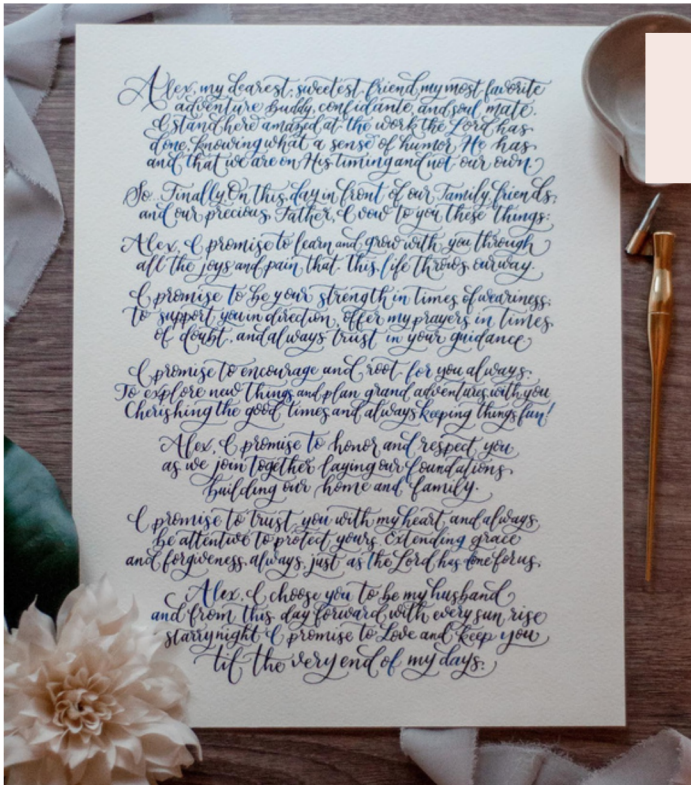 Alex, my dearest, sweetest friend, my most favorite
adventure buddy, confidante, and soul mate.
I stand here amazed at the work the Lord has
done, knowing what a sense of humor He has
and that we are on His timing and not our own
So. Finally, On this day in front of our Family, friends,
and our precious Father, I vow to you these things:
Alex, I promise to learn and grow with you through
all the joys and pain that this life throws our way.
I promise to be your strength in times of weariness,
to support you in direction, offer my prayers in times
of doubt, and always trust in your guidance
I promise to encourage and root for you always.
To explore new things and plan grand adventures with you
Cherishing the good times and always keeping things fun!
Alex, I promise to honor and respect you
as we join together laying our foundations
building our home and family.
I promise to trust you with my heart and always,
be attentive to protect yours. Extending grace
and forgiveness always, just as the Lord has done for us.
Alex, I choose you to be my husband
and from this day forward with every sun rise
starry night I promise to Love and keep you
til the very end of my days.